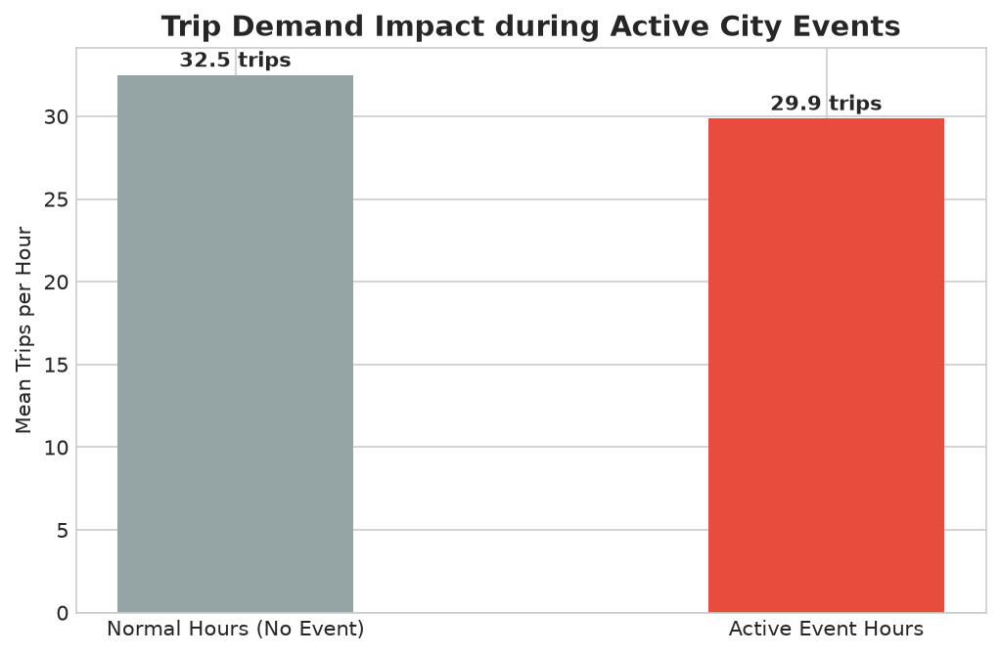 Trip Demand Impact during Active City Events
32.5 trips
29.9 trips
Mean Trips per Hour
30
25
20
15
10
5
0
Normal Hours (No Event)
Active Event Hours